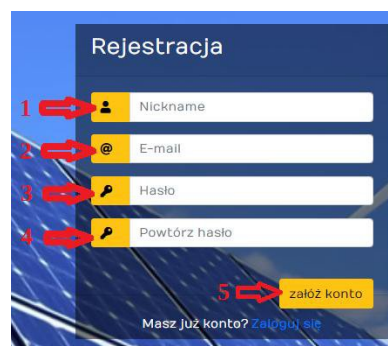 Rejestracja
1 Nickname
2 @ E-mail
3 Hasło
4 Powtórz hasło
5 załóż konto
Masz już konto? Zaloguj się